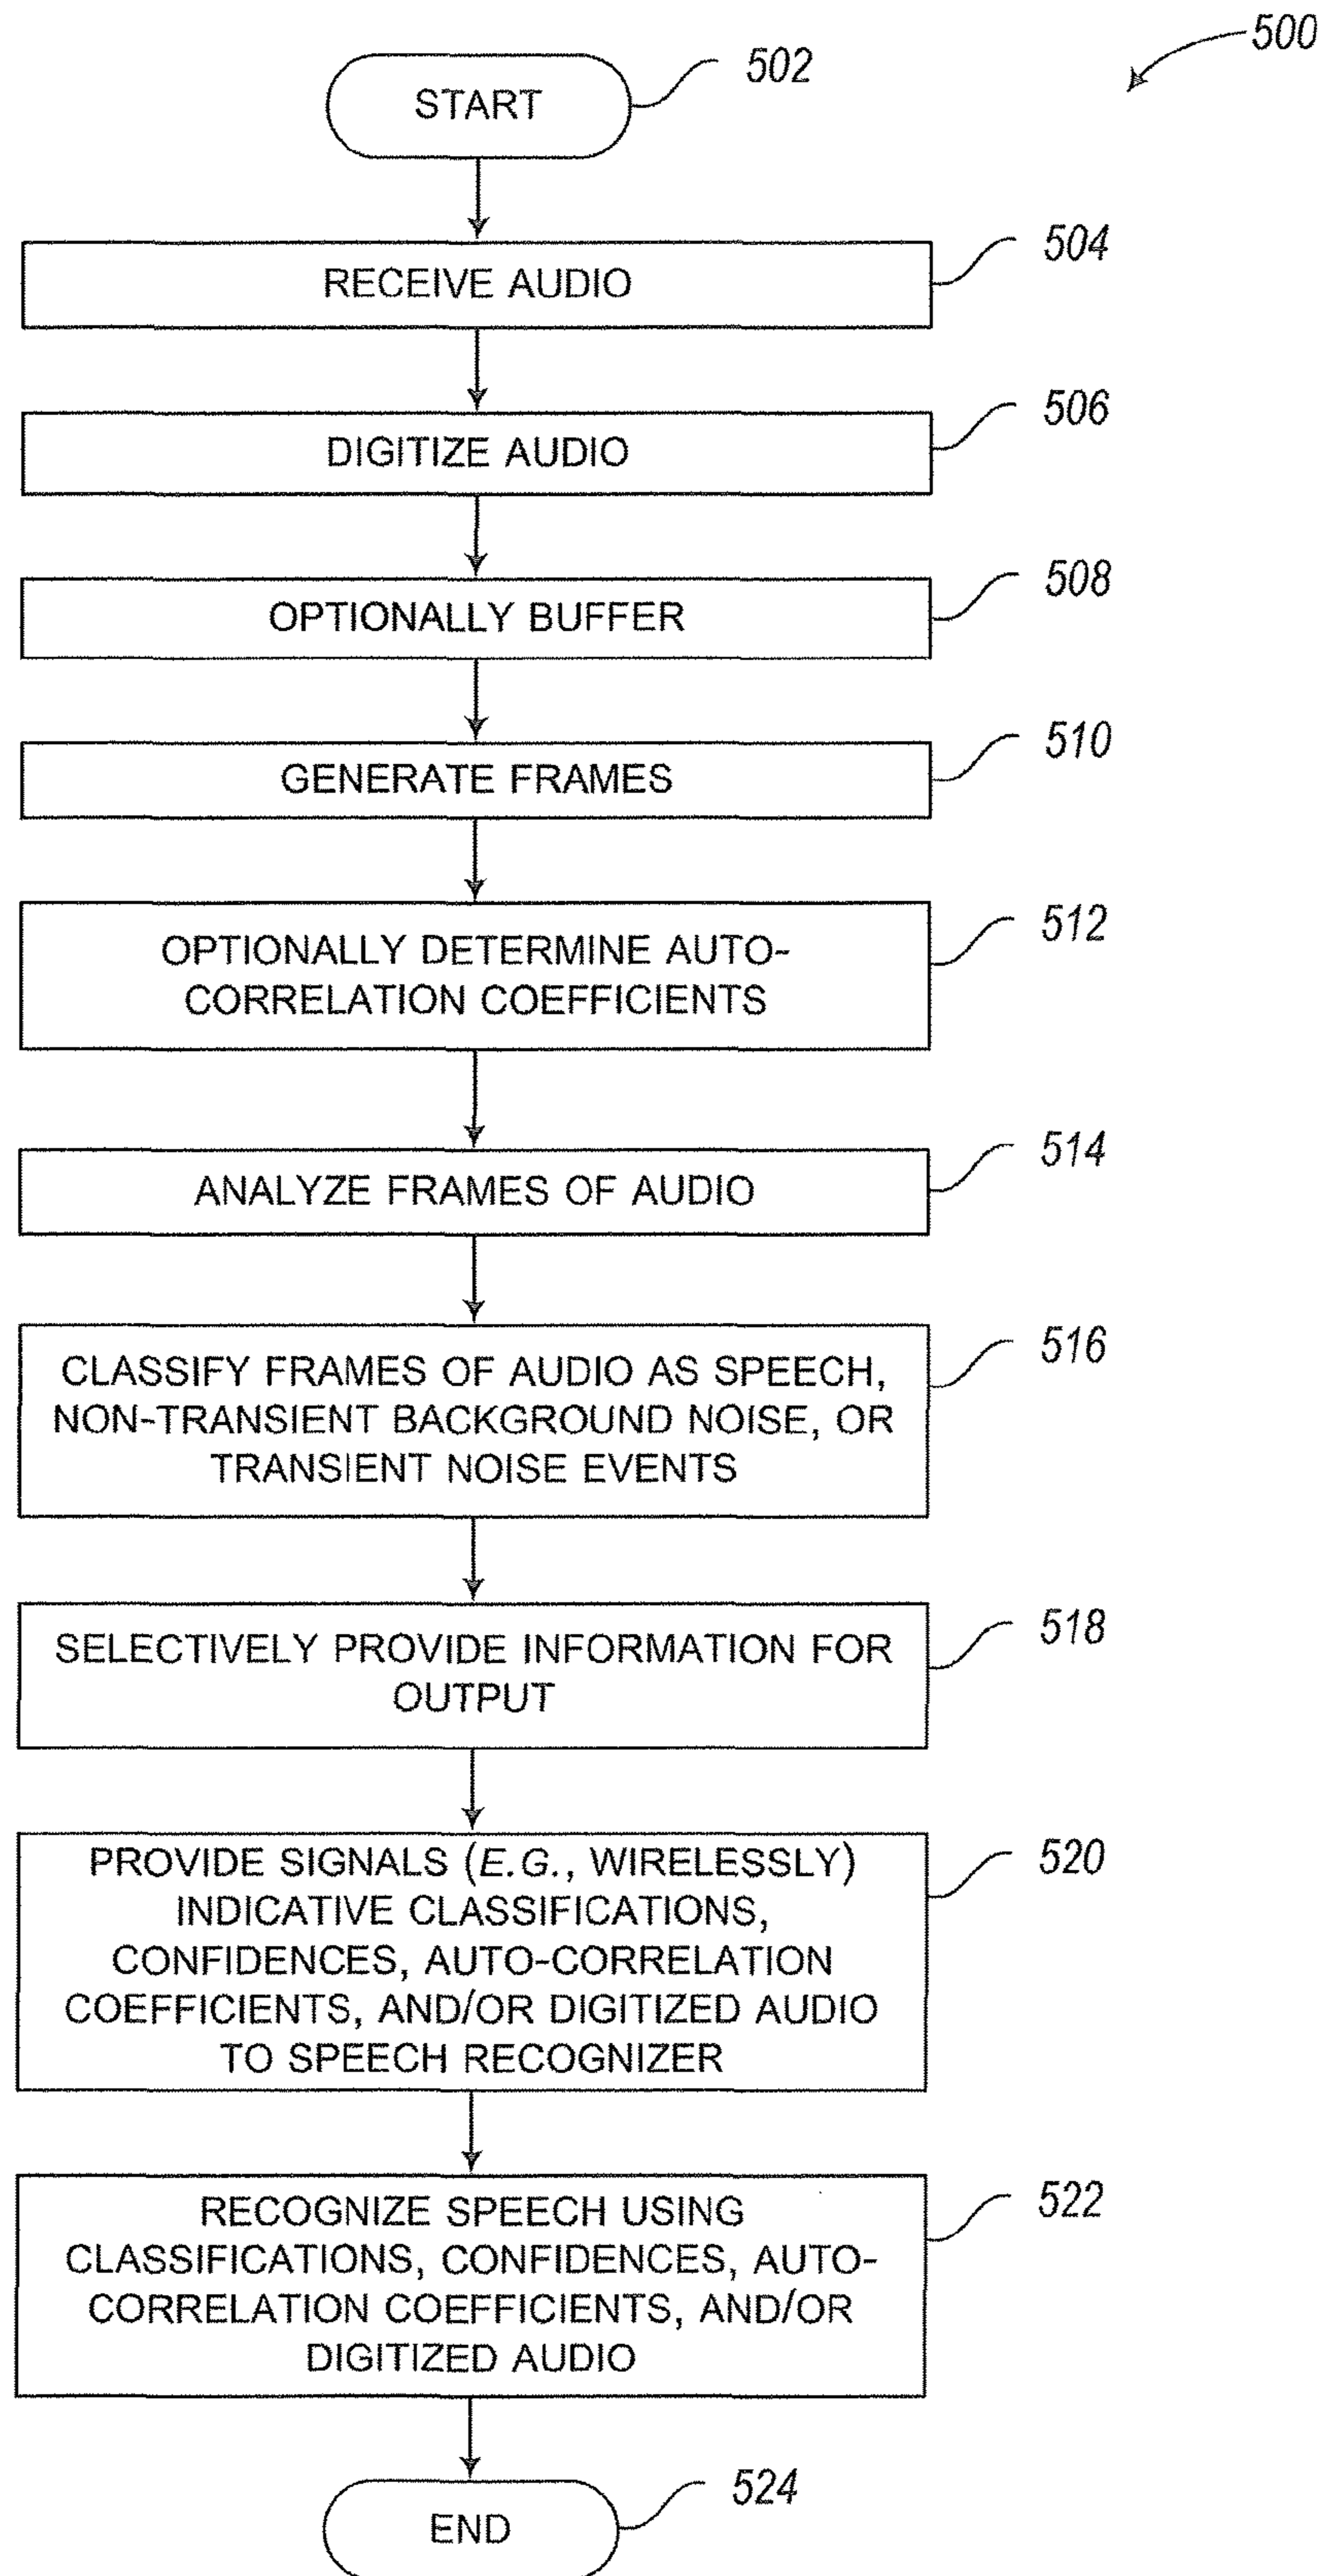 500
START
502
RECEIVE AUDIO
504
DIGITIZE AUDIO
506
OPTIONALLY BUFFER
508
GENERATE FRAMES
510
OPTIONALLY DETERMINE AUTO-
CORRELATION COEFFICIENTS
512
ANALYZE FRAMES OF AUDIO
514
CLASSIFY FRAMES OF AUDIO AS SPEECH,
NON-TRANSIENT BACKGROUND NOISE, OR
TRANSIENT NOISE EVENTS
516
SELECTIVELY PROVIDE INFORMATION FOR
OUTPUT
518
PROVIDE SIGNALS (E.G., WIRELESSLY)
INDICATIVE CLASSIFICATIONS,
CONFIDENCES, AUTO-CORRELATION
COEFFICIENTS, AND/OR DIGITIZED AUDIO
TO SPEECH RECOGNIZER
520
RECOGNIZE SPEECH USING
CLASSIFICATIONS, CONFIDENCES, AUTO-
CORRELATION COEFFICIENTS, AND/OR
DIGITIZED AUDIO
522
END
524